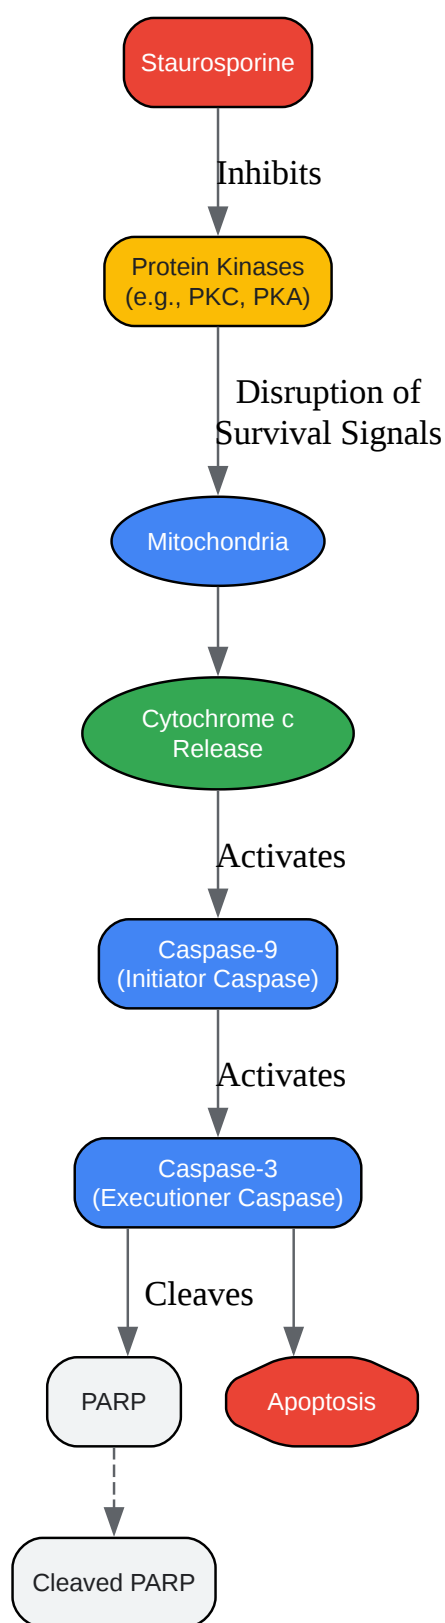 Staurosporine
Inhibits
Protein Kinases
(e.g., PKC, PKA)
Disruption of
Survival Signals
Mitochondria
Cytochrome c
Release
Activates
Caspase-9
(Initiator Caspase)
Activates
Caspase-3
(Executioner Caspase)
Cleaves
PARP
Apoptosis
Cleaved PARP